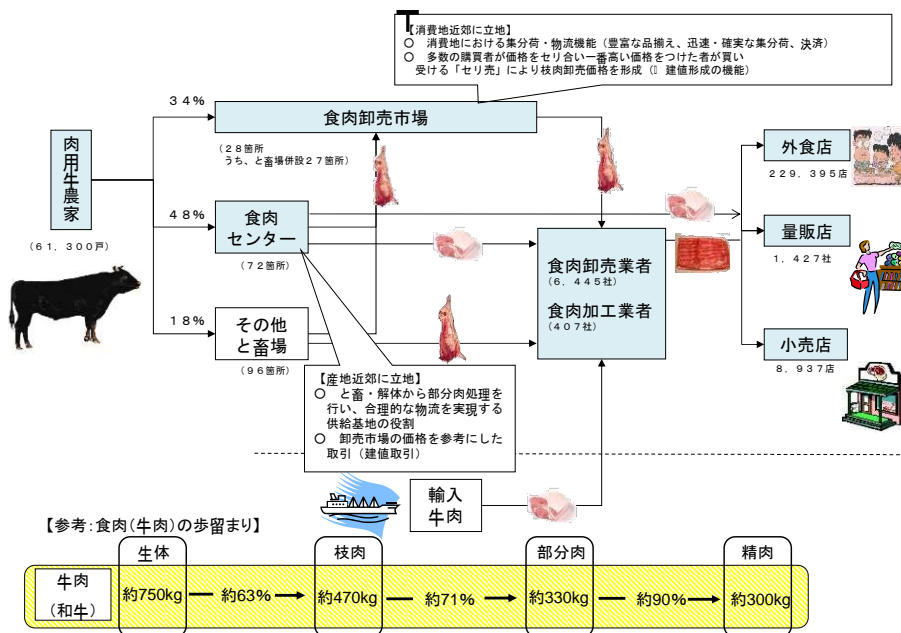 【消費地近郊に立地】
○ 消費地における集分荷・物流機能（豊富な品揃え、迅速・確実な集分荷、決済）
○ 多数の購買者が価格をセリ合い一番高い価格をつけた者が買い
受ける「セリ売」により枝肉卸売価格を形成（▯ 建値形成の機能）
34%
食肉卸売市場
（28箇所
うち、と畜場併設27箇所）
肉用牛農家
（61，300戸）
48%
食肉
センター
（72箇所）
18%
その他
と畜場
（96箇所）
食肉卸売業者
（6，445社）
食肉加工業者
（407社）
外食店
229，395店
量販店
1，427社
小売店
8，937店
【産地近郊に立地】
○ と畜・解体から部分肉処理を
行い、合理的な物流を実現する
供給基地の役割
○ 卸売市場の価格を参考にした
取引（建値取引）
輸入
牛肉
【参考：食肉（牛肉）の歩留まり】
生体
枝肉
部分肉
精肉
牛肉
（和牛）
約750kg
約63%
約470kg
約71%
約330kg
約90%
約300kg